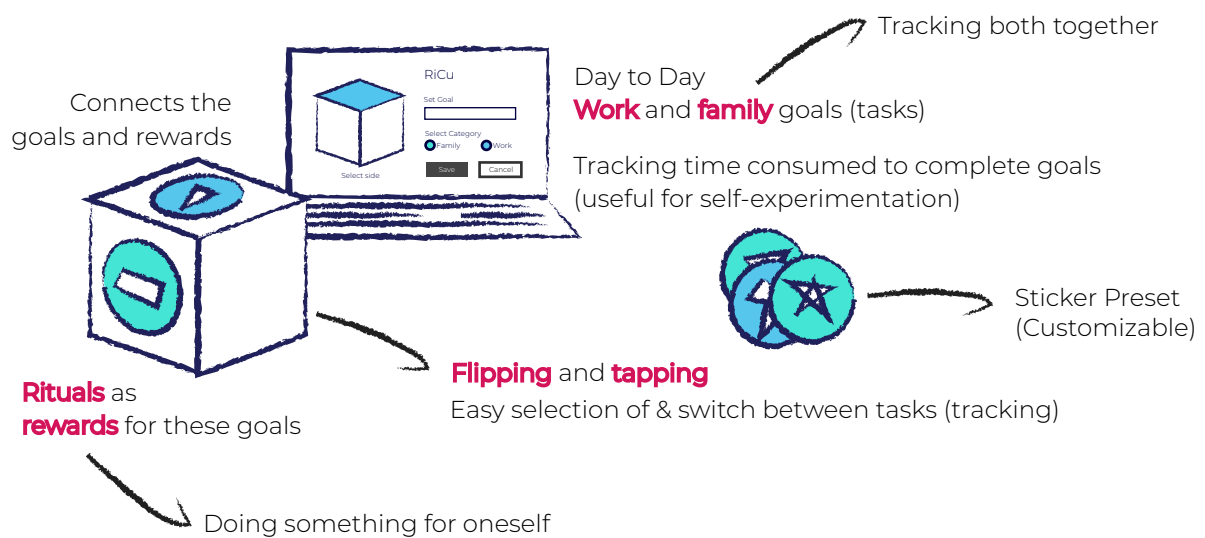 Tracking both together
Day to Day
Work and family goals (tasks)
Connects the
goals and rewards
RiCu
Set Goal
Select Category
Family
Work
Save
Cancel
Select side
Tracking time consumed to complete goals
(useful for self-experimentation)
Sticker Preset
(Customizable)
Flipping and tapping
Easy selection of & switch between tasks (tracking)
Rituals as
rewards for these goals
Doing something for oneself